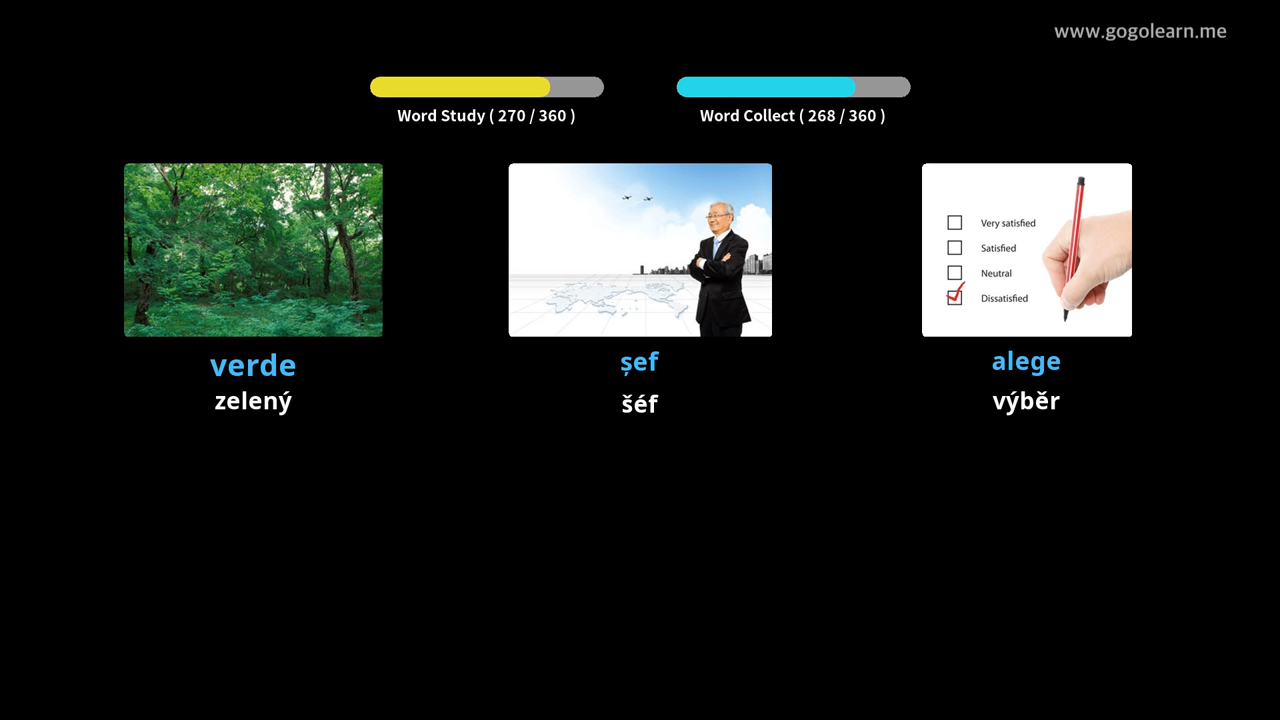 www.gogolearn.me
Word Study ( 270 / 360 )
Word Collect ( 268 / 360 )
Very satisfied
Satisfied
Neutral
Dissatisfied
verde
zelený
șef
šéf
alege
výběr